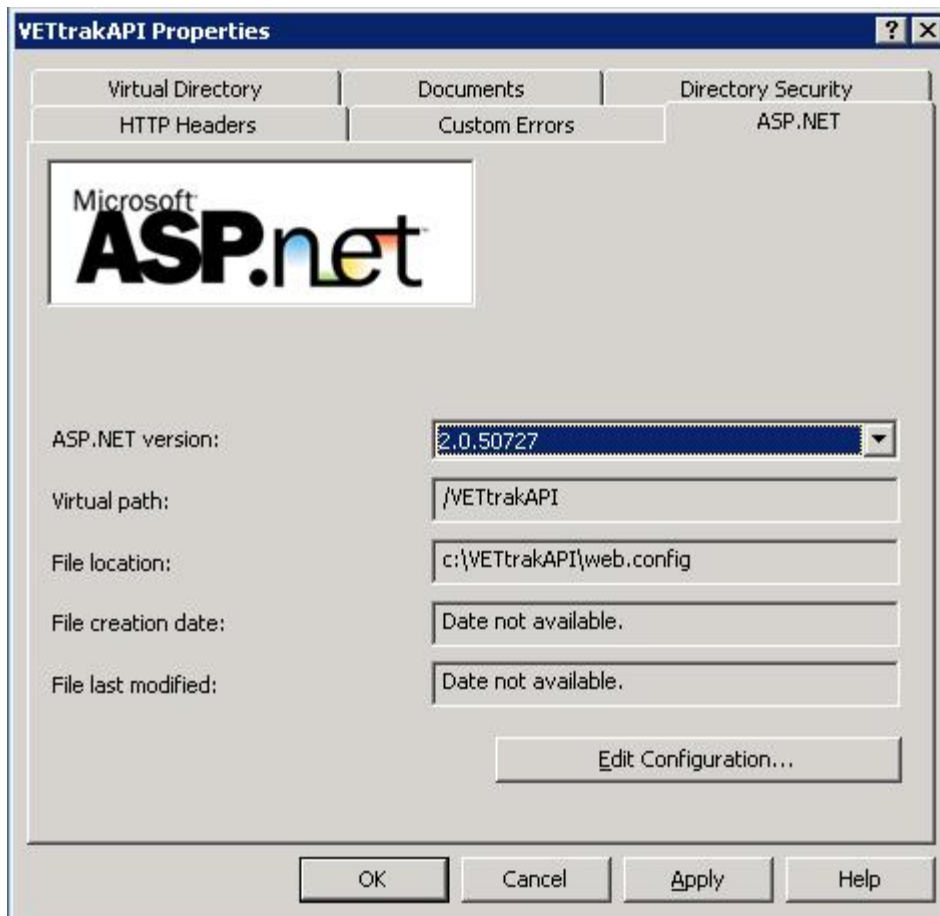 VETtrakAPI Properties
Virtual Directory Documents Directory Security
HTTP Headers Custom Errors ASP.NET
Microsoft
ASP.net
ASP.NET version: 2.0.50727
Virtual path: /VETtrakAPI
File location: c:\VETtrakAPI\web.config
File creation date: Date not available.
File last modified: Date not available.
Edit Configuration...
OK Cancel Apply Help